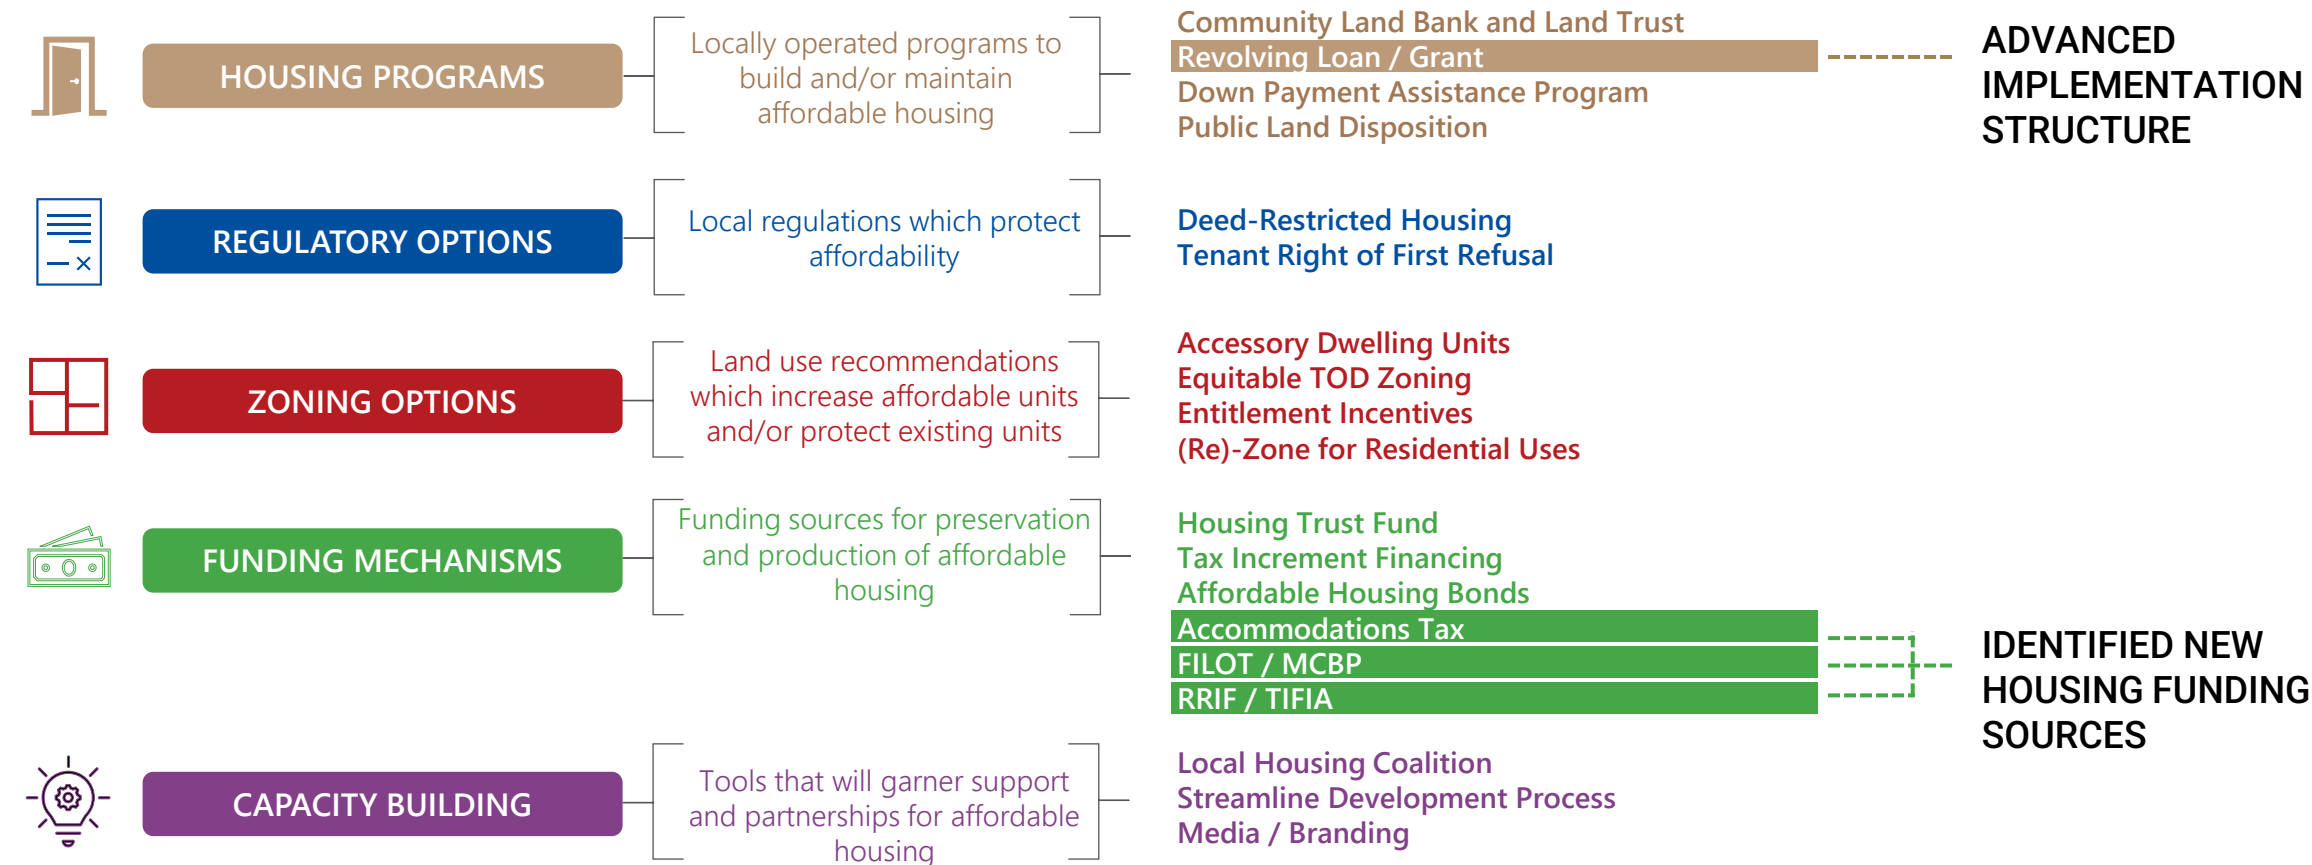 HOUSING PROGRAMS
Locally operated programs to
build and/or maintain
affordable housing
Community Land Bank and Land Trust
Revolving Loan / Grant
Down Payment Assistance Program
Public Land Disposition
ADVANCED
IMPLEMENTATION
STRUCTURE
REGULATORY OPTIONS
Local regulations which protect
affordability
Deed-Restricted Housing
Tenant Right of First Refusal
ZONING OPTIONS
Land use recommendations
which increase affordable units
and/or protect existing units
Accessory Dwelling Units
Equitable TOD Zoning
Entitlement Incentives
(Re)-Zone for Residential Uses
FUNDING MECHANISMS
Funding sources for preservation
and production of affordable
housing
Housing Trust Fund
Tax Increment Financing
Affordable Housing Bonds
Accommodations Tax
FILOT / MCBP
RRIF / TIFIA
IDENTIFIED NEW
HOUSING FUNDING
SOURCES
CAPACITY BUILDING
Tools that will garner support
and partnerships for affordable
housing
Local Housing Coalition
Streamline Development Process
Media / Branding